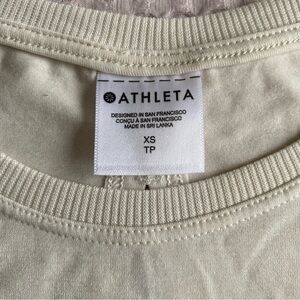 ATHLETA
DESIGNED IN SAN FRANCISCO
CONÇU A SAN FRANCISCO
MADE IN SRI LANKA
XS
TP